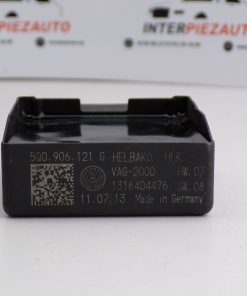 INTERPIEZAUTO
5Q0.906.121 G HELBAKO HLK
VAG-2000 HW.03
1316404476 SW.08
11.07.13 Made in Germany